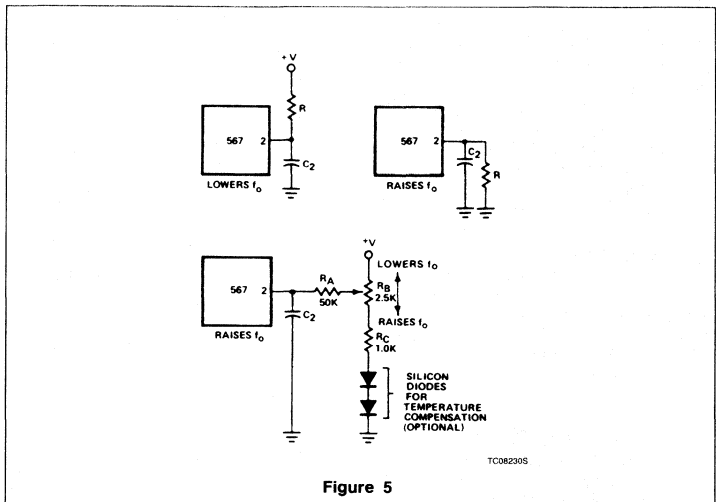 +V
R
567 2
C2
LOWERS fo
567 2
C2
R
RAISES fo
+V
LOWERS fo
RA
50K
RB
2.5K
567 2
C2
RAISES fo
RAISES fo
RC
1.0K
SILICON
DIODES
FOR
TEMPERATURE
COMPENSATION
(OPTIONAL)
TC08230S
Figure 5